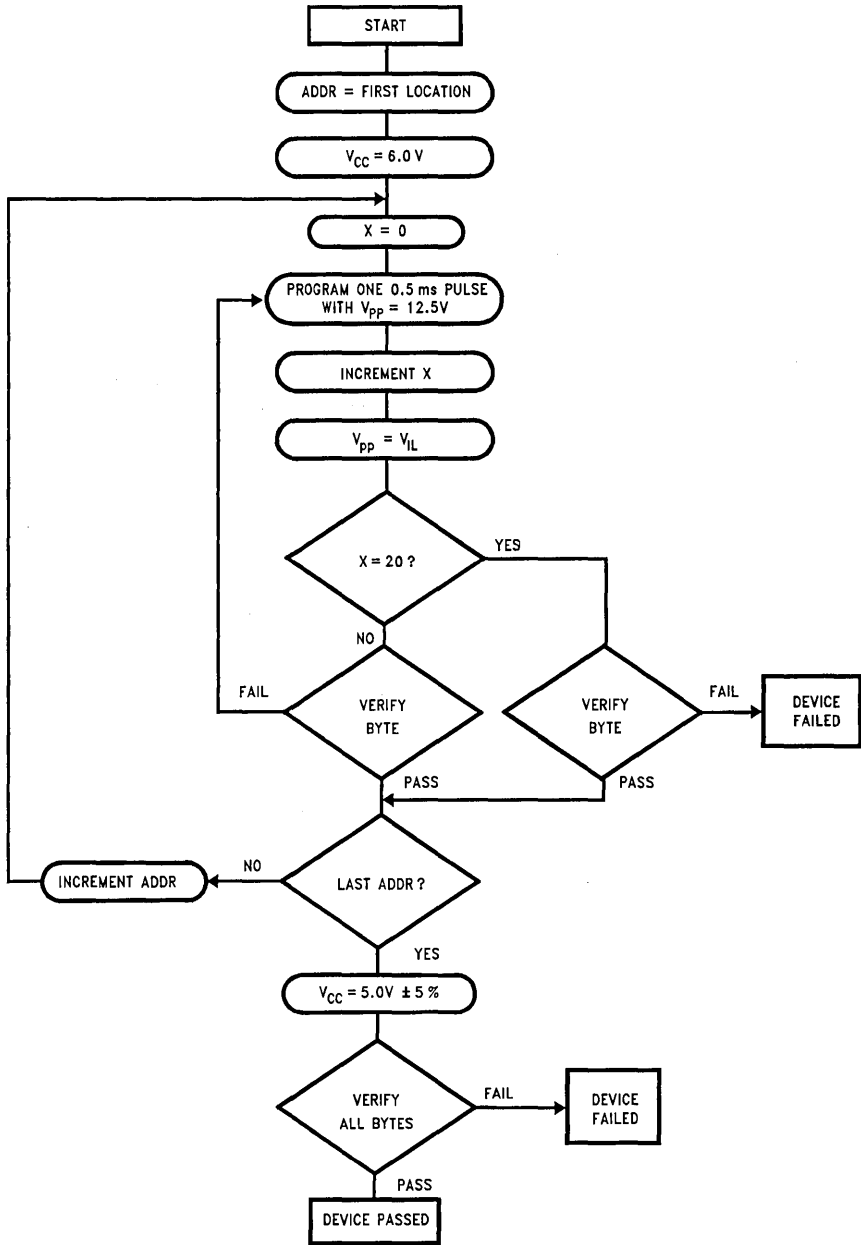 START
ADDR = FIRST LOCATION
VCC = 6.0 V
X = 0
PROGRAM ONE 0.5 ms PULSE
WITH VPP = 12.5V
INCREMENT X
Vpp = VIL
X = 20 ?
YES
NO
VERIFY
BYTE
FAIL
PASS
VERIFY
BYTE
FAIL
DEVICE
FAILED
PASS
LAST ADDR ?
NO
INCREMENT ADDR
YES
VCC = 5.0V ± 5 %
VERIFY
ALL BYTES
FAIL
DEVICE
FAILED
PASS
DEVICE PASSED